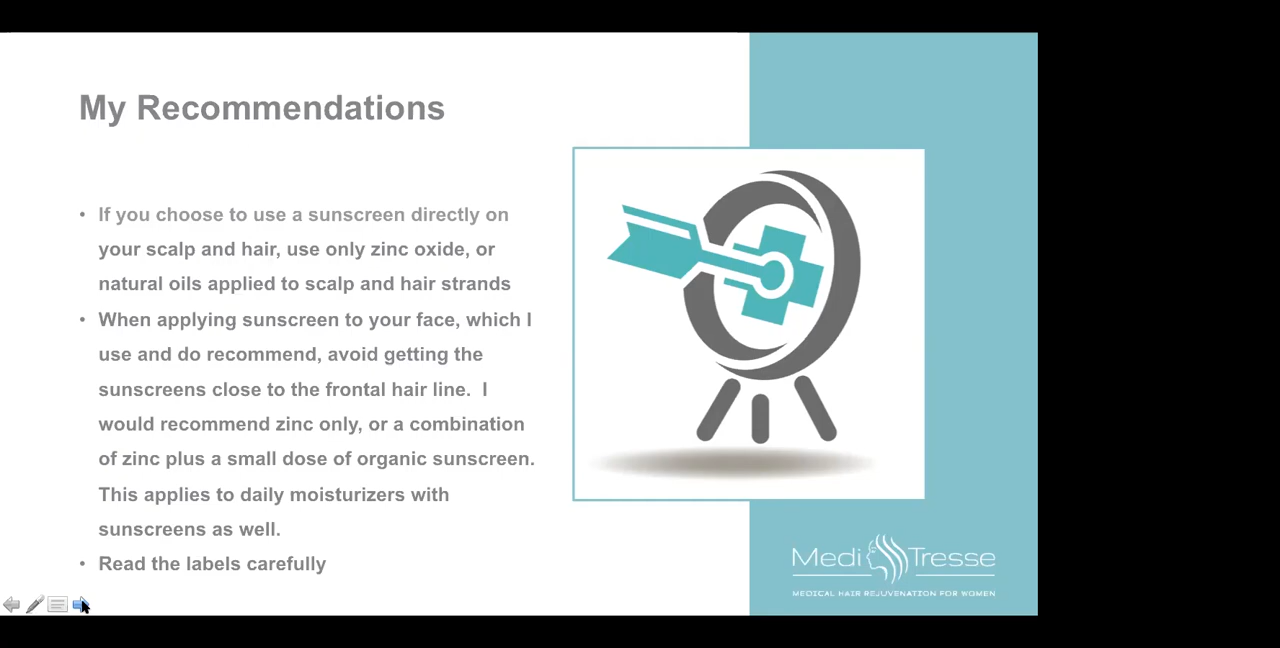 My Recommendations
• If you choose to use a sunscreen directly on
your scalp and hair, use only zinc oxide, or
natural oils applied to scalp and hair strands
• When applying sunscreen to your face, which I
use and do recommend, avoid getting the
sunscreens close to the frontal hair line.  I
would recommend zinc only, or a combination
of zinc plus a small dose of organic sunscreen.
This applies to daily moisturizers with
sunscreens as well.
• Read the labels carefully
Medi Tresse
MEDICAL HAIR REJUVENATION FOR WOMEN